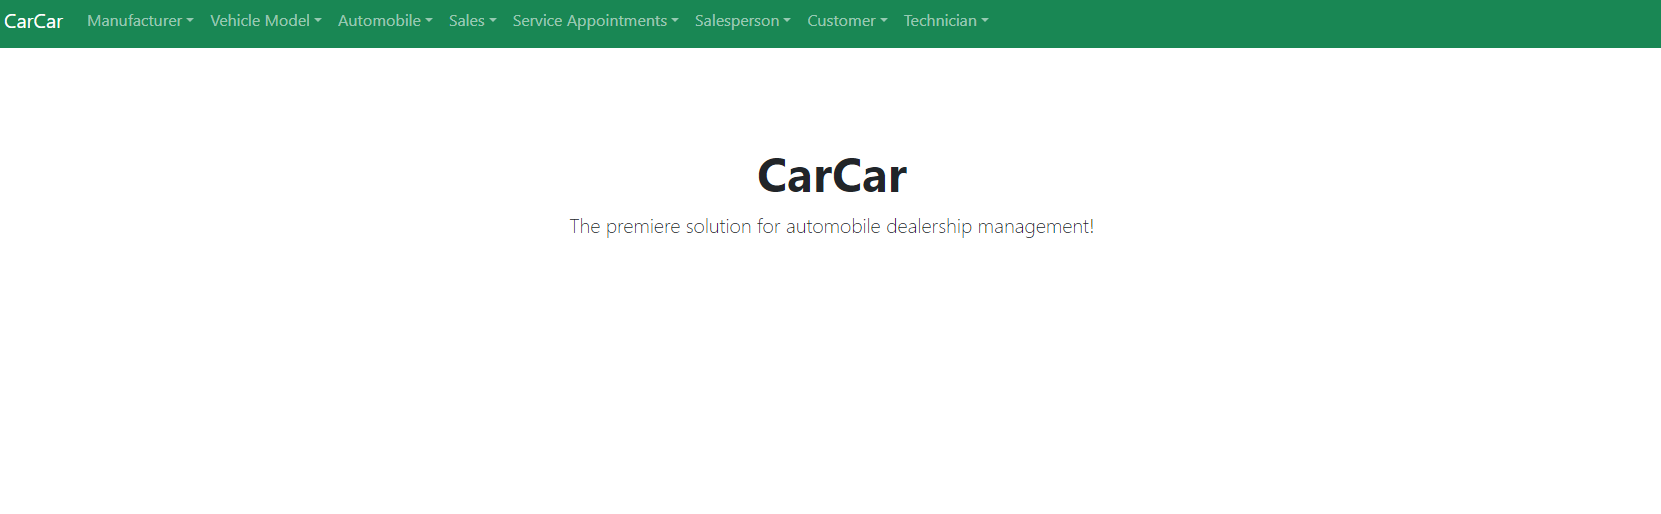 CarCar Manufacturer Vehicle Model Automobile Sales Service Appointments Salesperson Customer Technician
CarCar
The premiere solution for automobile dealership management!